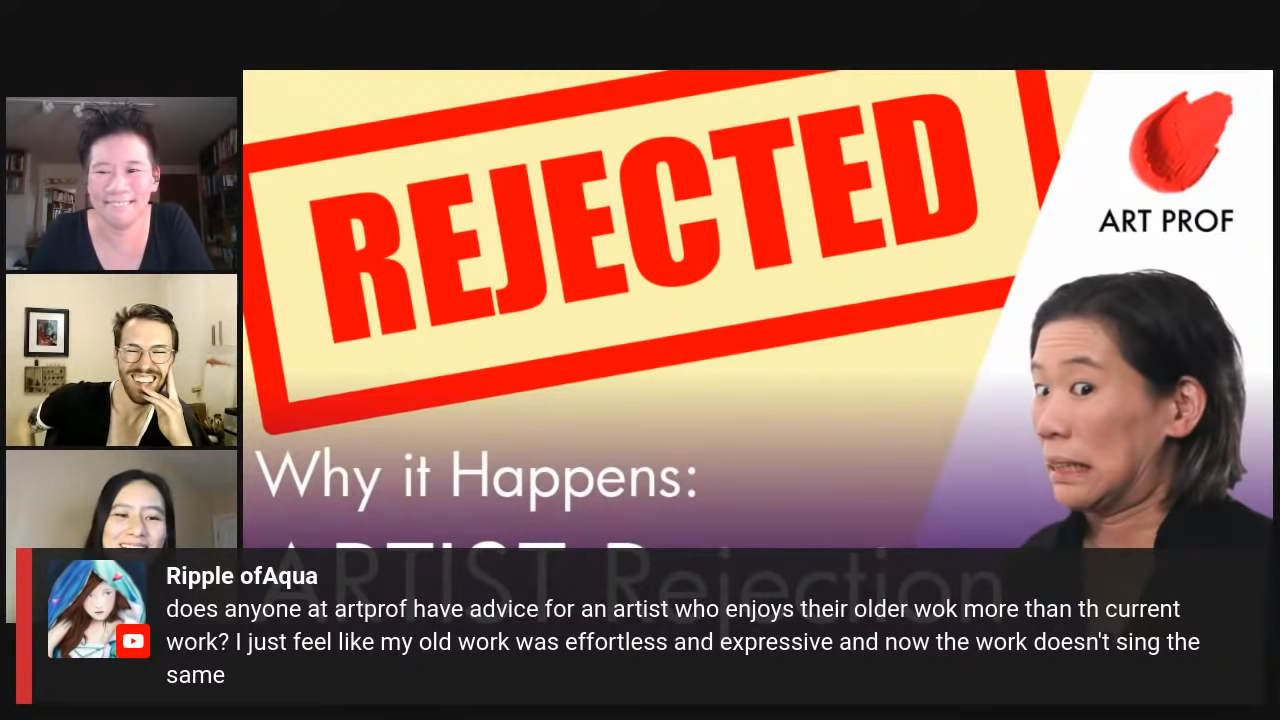 REJECTED
ART PROF
Why it Happens:
ARTIST Rejection
Ripple ofAqua
does anyone at artprof have advice for an artist who enjoys their older wok more than th current
work? I just feel like my old work was effortless and expressive and now the work doesn't sing the
same